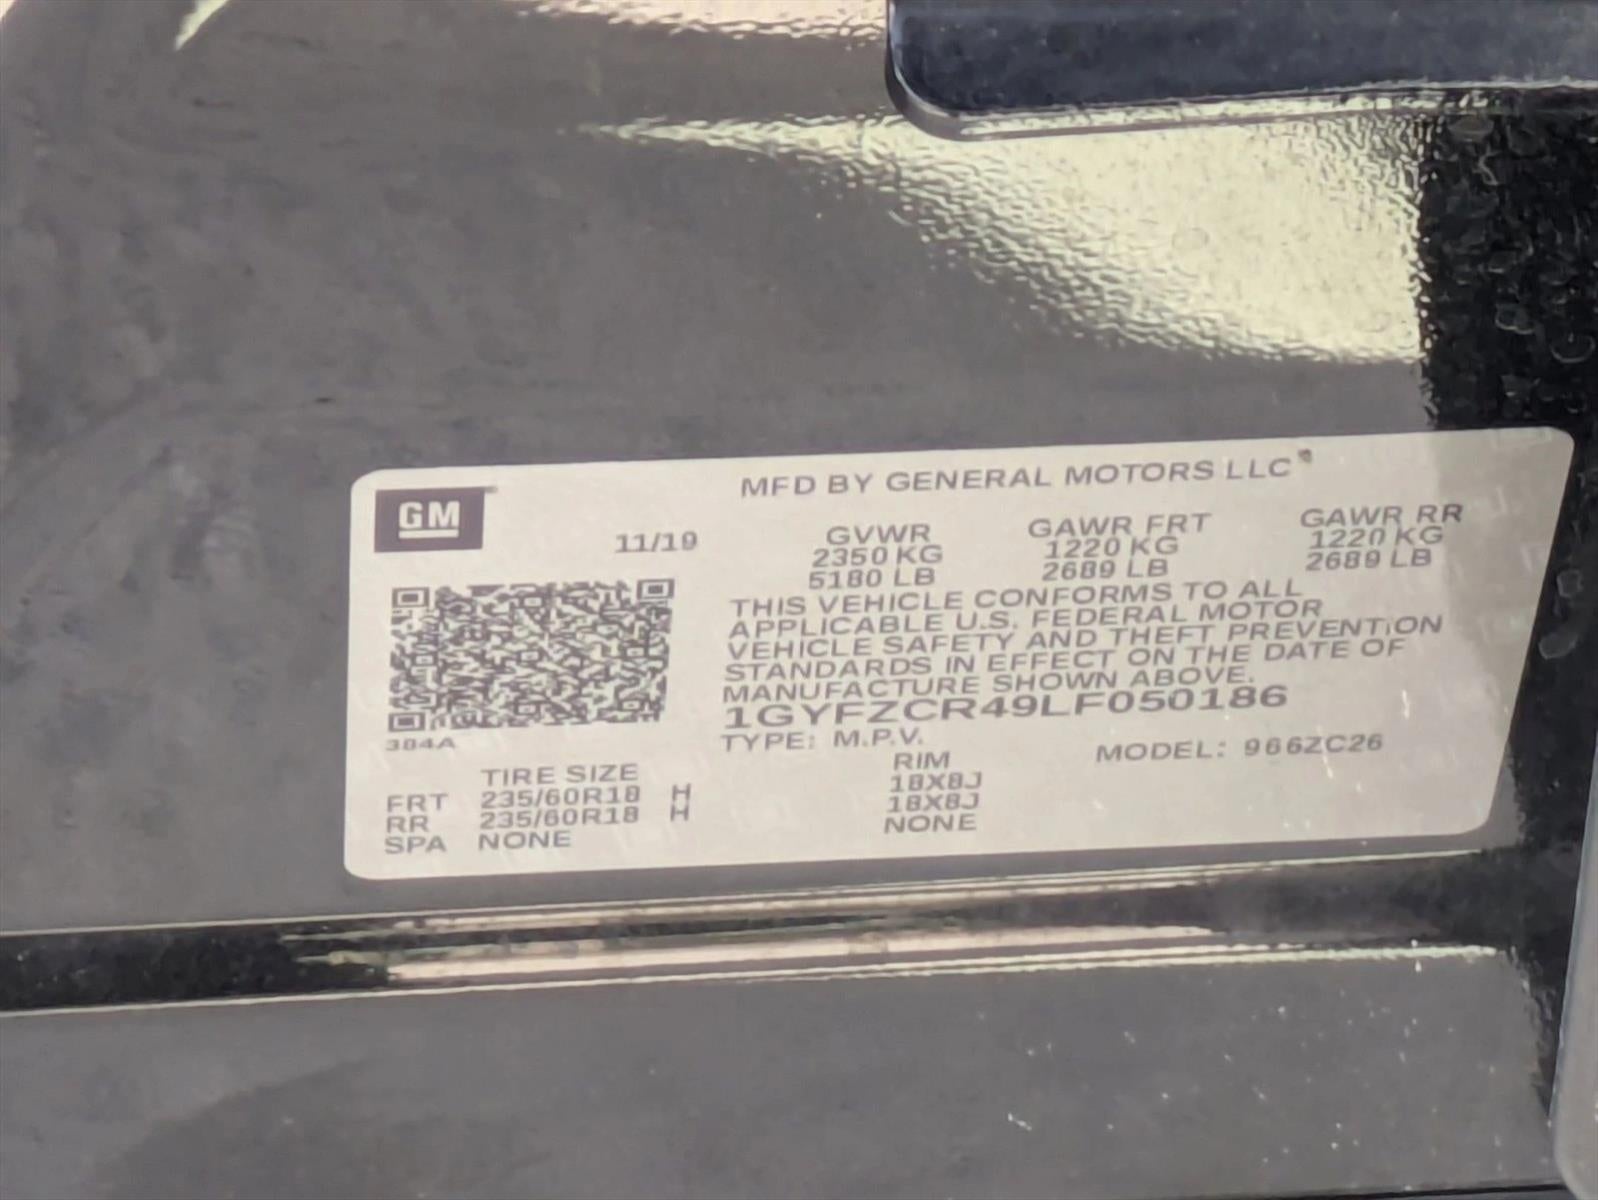 MFD BY GENERAL MOTORS LLC
GM
11/19
GVWR GAWR FRT GAWR RR
2350 KG 1220 KG 1220 KG
5180 LB 2689 LB 2689 LB
THIS VEHICLE CONFORMS TO ALL
APPLICABLE U.S. FEDERAL MOTOR
VEHICLE SAFETY AND THEFT PREVENTION
STANDARDS IN EFFECT ON THE DATE OF
MANUFACTURE SHOWN ABOVE.
1GYFZCR49LF050186
384A
TYPE: M.P.V. MODEL: 966ZC26
TIRE SIZE RIM
FRT 235/60R18 H 18X8J
RR 235/60R18 H 18X8J
SPA NONE NONE